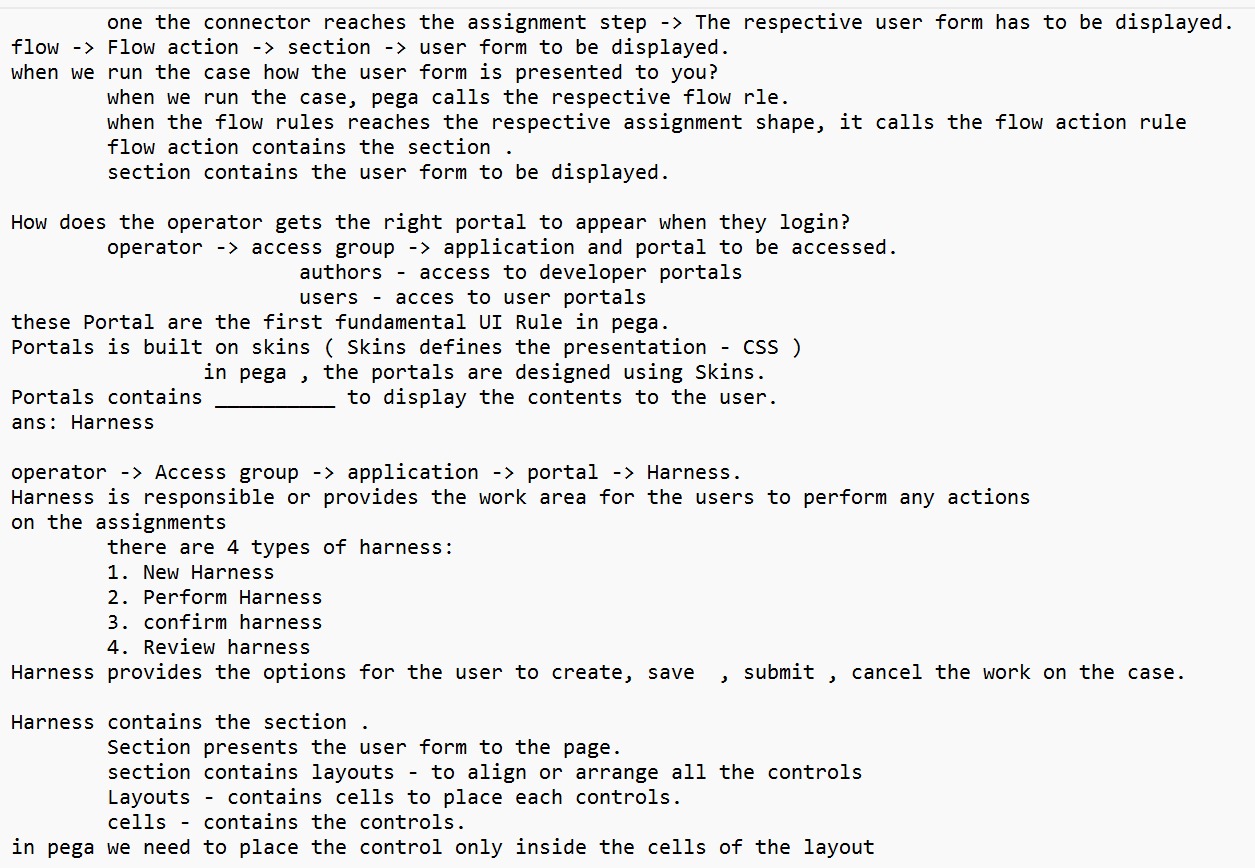 one the connector reaches the assignment step -> The respective user form has to be displayed.
flow -> Flow action -> section -> user form to be displayed.
when we run the case how the user form is presented to you?
when we run the case, pega calls the respective flow rle.
when the flow rules reaches the respective assignment shape, it calls the flow action rule
flow action contains the section .
section contains the user form to be displayed.
How does the operator gets the right portal to appear when they login?
operator -> access group -> application and portal to be accessed.
authors - access to developer portals
users - acces to user portals
these Portal are the first fundamental UI Rule in pega.
Portals is built on skins ( Skins defines the presentation - CSS )
in pega , the portals are designed using Skins.
Portals contains __________ to display the contents to the user.
ans: Harness
operator -> Access group -> application -> portal -> Harness.
Harness is responsible or provides the work area for the users to perform any actions
on the assignments
there are 4 types of harness:
1. New Harness
2. Perform Harness
3. confirm harness
4. Review harness
Harness provides the options for the user to create, save  , submit , cancel the work on the case.
Harness contains the section .
Section presents the user form to the page.
section contains layouts - to align or arrange all the controls
Layouts - contains cells to place each controls.
cells - contains the controls.
in pega we need to place the control only inside the cells of the layout